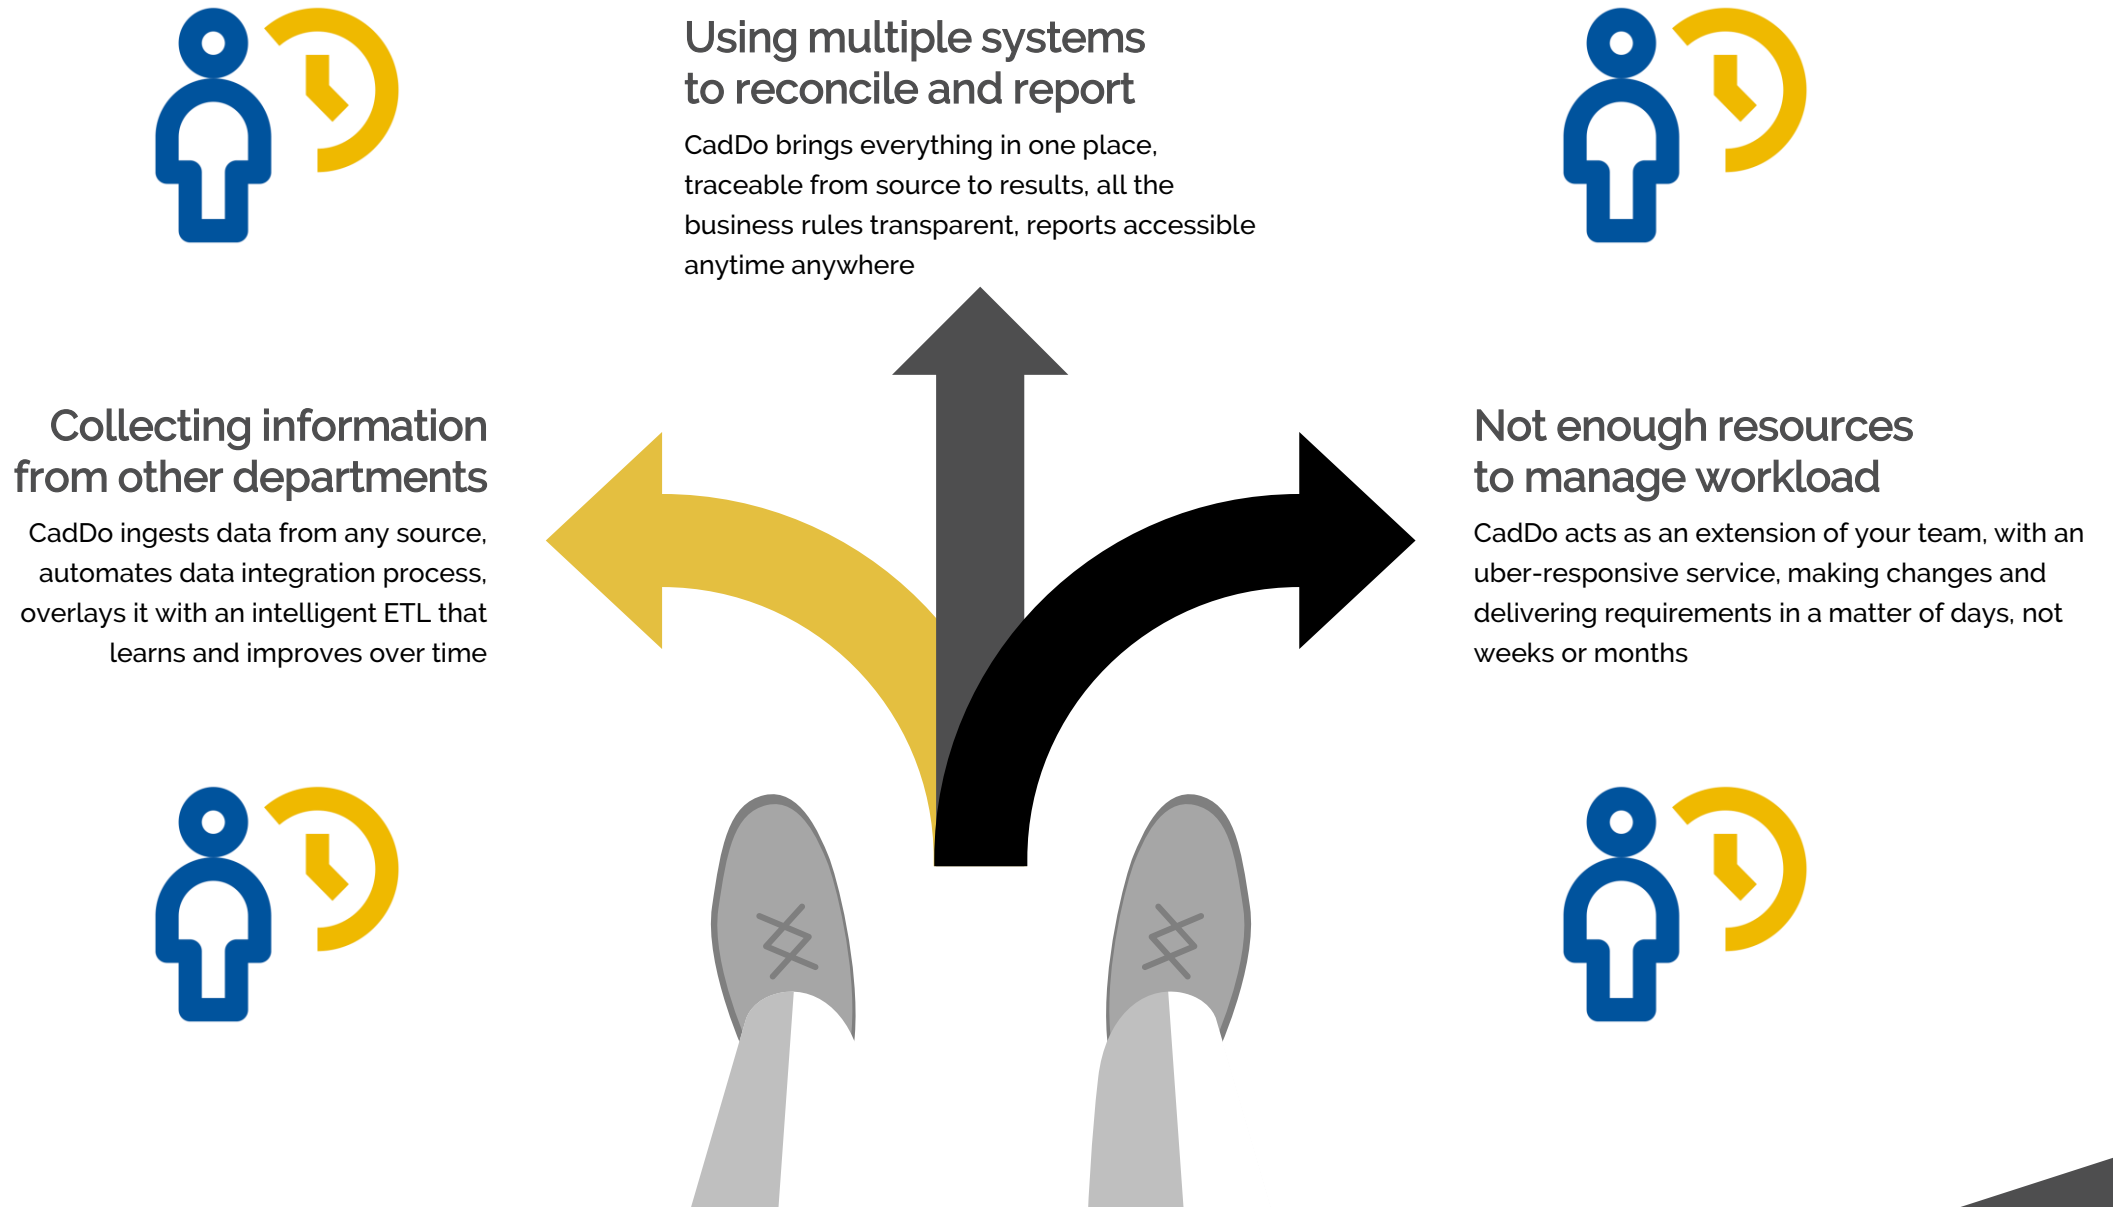 Using multiple systems
to reconcile and report
CadDo brings everything in one place,
traceable from source to results, all the
business rules transparent, reports accessible
anytime anywhere
Collecting information
from other departments
CadDo ingests data from any source,
automates data integration process,
overlays it with an intelligent ETL that
learns and improves over time
Not enough resources
to manage workload
CadDo acts as an extension of your team, with an
uber-responsive service, making changes and
delivering requirements in a matter of days, not
weeks or months